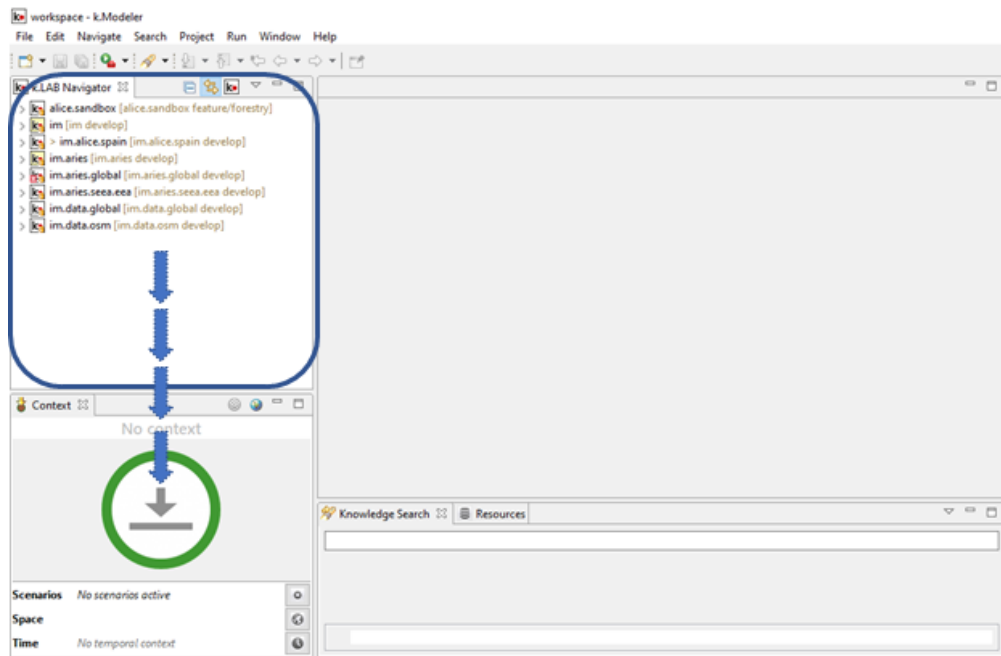 workspace - k.Modeler
File Edit Navigate Search Project Run Window Help
k.LAB Navigator
alice.sandbox [alice.sandbox feature/forestry]
im [im develop]
> im.alice.spain [im.alice.spain develop]
im.aries [im.aries develop]
im.aries.global [im.aries.global develop]
im.aries.seea.eea [im.aries.seea.eea develop]
im.data.global [im.data.global develop]
im.data.osm [im.data.osm develop]
Context
No context
Knowledge Search Resources
Scenarios No scenarios active
Space
Time No temporal context